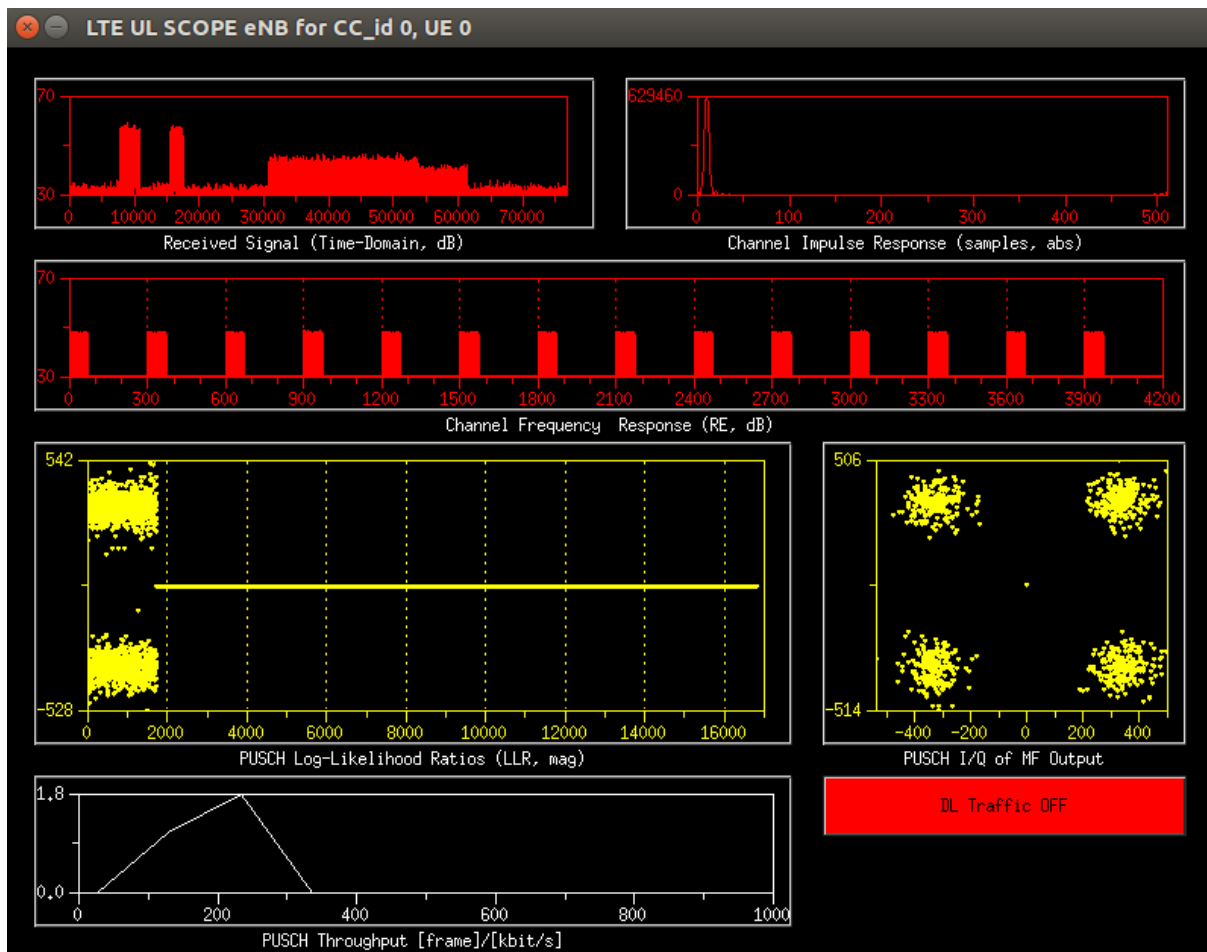 LTE UL SCOPE eNB for CC_id 0, UE 0
70
30
0 10000 20000 30000 40000 50000 60000 70000
Received Signal (Time-Domain, dB)
629460
0
0 100 200 300 400 500
Channel Impulse Response (samples, abs)
70
30
0 300 600 900 1200 1500 1800 2100 2400 2700 3000 3300 3600 3900 4200
Channel Frequency Response (RE, dB)
542
-528
0 2000 4000 6000 8000 10000 12000 14000 16000
PUSCH Log-Likelihood Ratios (LLR, mag)
506
-514
-400 -200 0 200 400
PUSCH I/Q of MF Output
1.8
0.0
0 200 400 600 800 1000
PUSCH Throughput [frame]/[kbit/s]
DL Traffic OFF